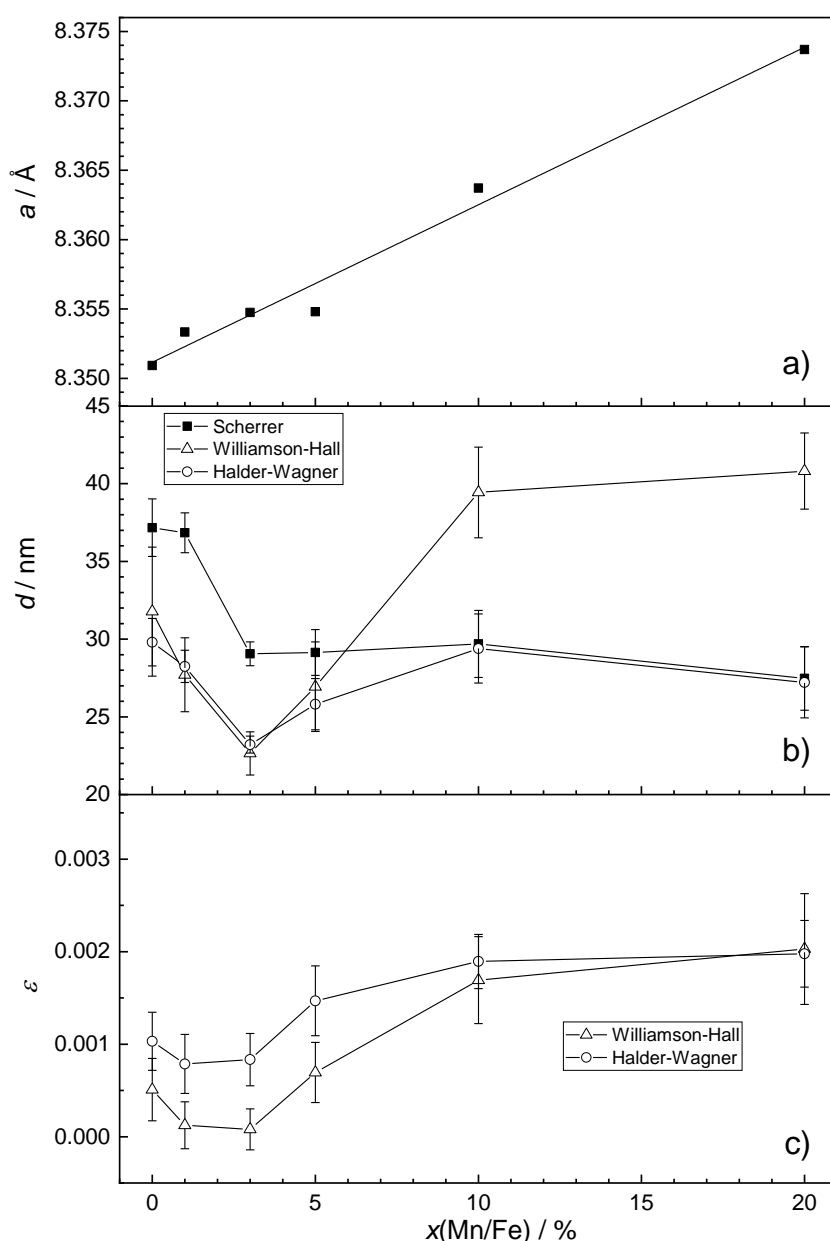 8.375
8.370
8.365
8.360
8.355
8.350
a / Å
a)
45
40
35
30
25
20
d / nm
Scherrer
Williamson-Hall
Halder-Wagner
b)
0.003
0.002
0.001
0.000
ε
Williamson-Hall
Halder-Wagner
c)
0 5 10 15 20
x(Mn/Fe) / %